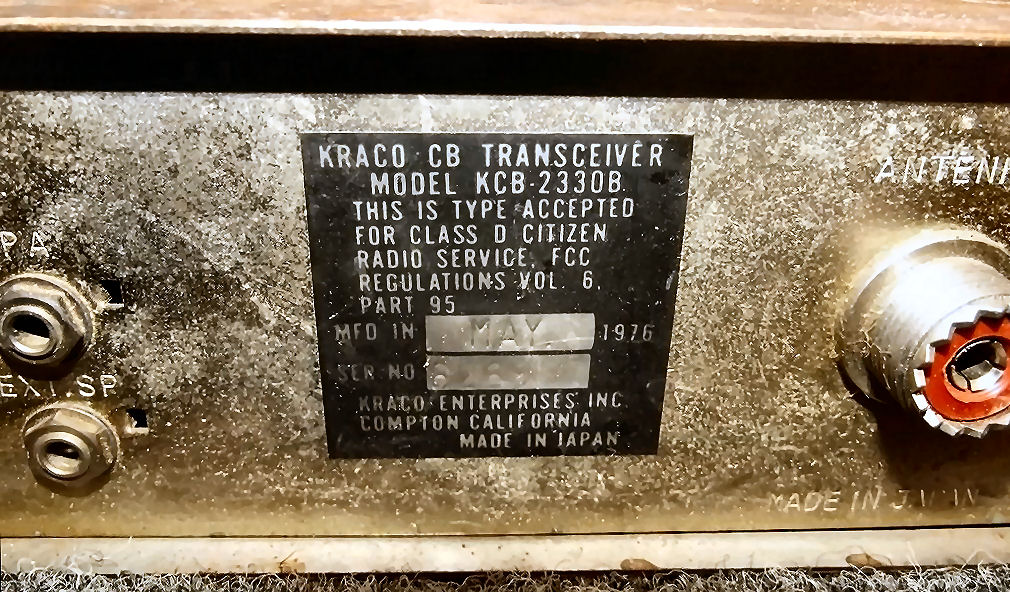 KRACO CB TRANSCEIVER
MODEL KCB-2330B
THIS IS TYPE ACCEPTED
FOR CLASS D CITIZEN
RADIO SERVICE, FCC
REGULATIONS VOL. 6,
PART 95
MFD IN MAY 1976
SER. NO
KRACO ENTERPRISES INC
COMPTON CALIFORNIA
MADE IN JAPAN
PA
EXT SP
MADE IN JAPAN